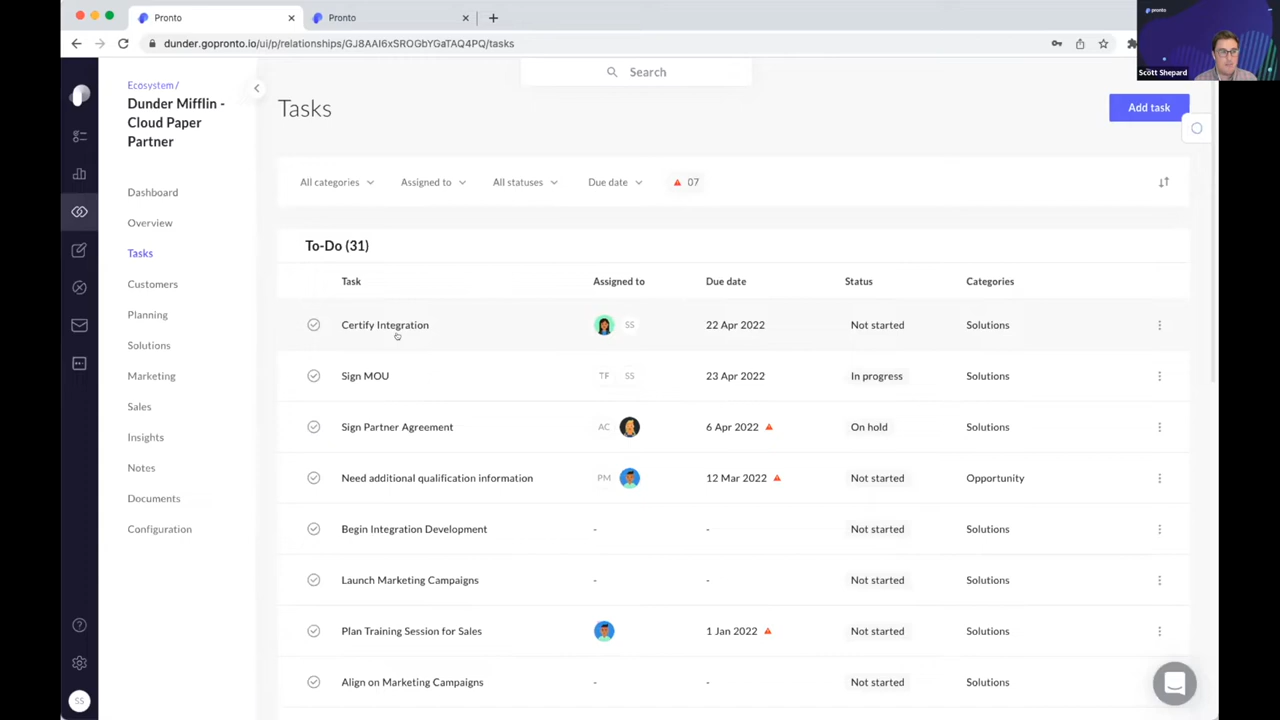 Pronto
Pronto
dunder.gopronto.io/ui/p/relationships/GJ8AAI6xSROGbYGaTAQ4PQ/tasks
pronto
Scott Shepard
Search
Ecosystem /
Dunder Mifflin -
Cloud Paper
Partner
Dashboard
Overview
Tasks
Customers
Planning
Solutions
Marketing
Sales
Insights
Notes
Documents
Configuration
SS
Tasks
Add task
All categories Assigned to All statuses Due date 07
To-Do (31)
Task Assigned to Due date Status Categories
Certify Integration SS 22 Apr 2022 Not started Solutions
Sign MOU TF SS 23 Apr 2022 In progress Solutions
Sign Partner Agreement AC 6 Apr 2022 On hold Solutions
Need additional qualification information PM 12 Mar 2022 Not started Opportunity
Begin Integration Development - - Not started Solutions
Launch Marketing Campaigns - - Not started Solutions
Plan Training Session for Sales 1 Jan 2022 Not started Solutions
Align on Marketing Campaigns - - Not started Solutions